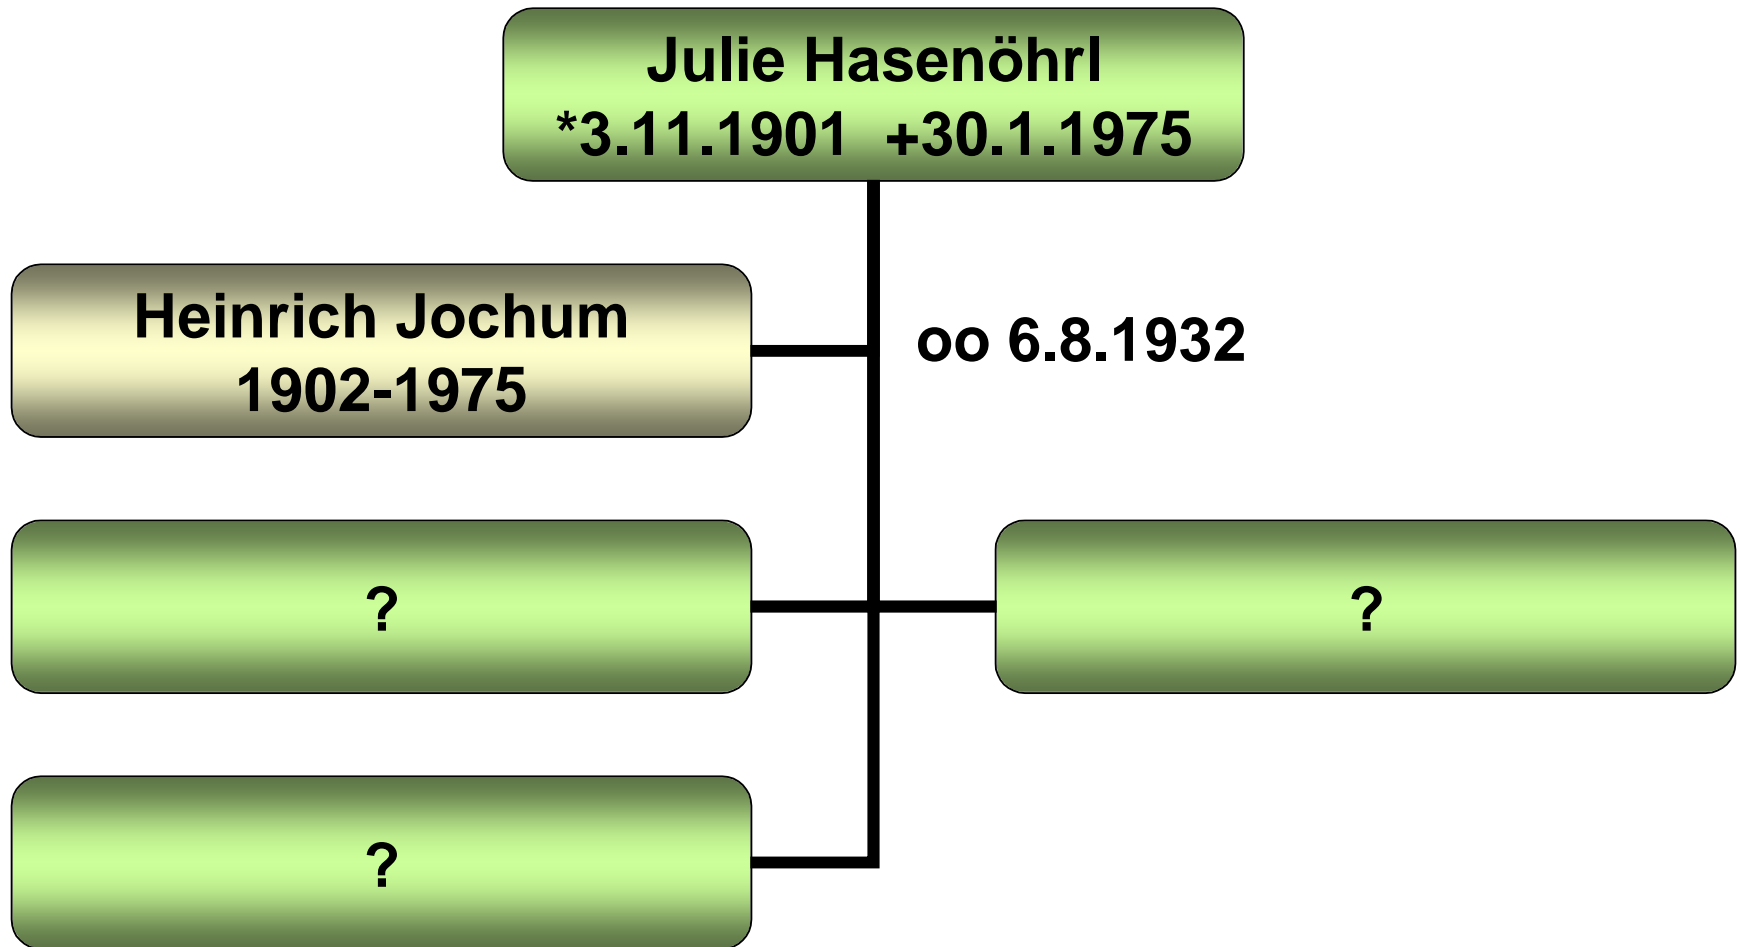 Julie Hasenöhrl
*3.11.1901 +30.1.1975
Heinrich Jochum
1902-1975
oo 6.8.1932
?
?
?